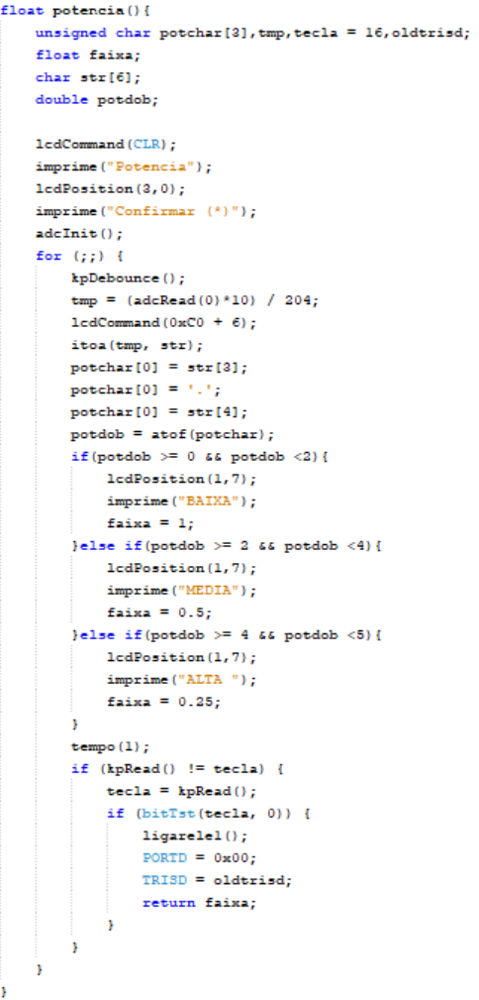 float potencia(){
    unsigned char potchar[3],tmp,tecla = 16,oldtrisd;
    float faixa;
    char str[6];
    double potdob;

    lcdCommand(CLR);
    imprime("Potencia");
    lcdPosition(3,0);
    imprime("Confirmar (*)");
    adcInit();
    for (;;) {
        kpDebounce();
        tmp = (adcRead(0)*10) / 204;
        lcdCommand(0xC0 + 6);
        itoa(tmp, str);
        potchar[0] = str[3];
        potchar[0] = '.';
        potchar[0] = str[4];
        potdob = atof(potchar);
        if(potdob >= 0 && potdob <2){
            lcdPosition(1,7);
            imprime("BAIXA");
            faixa = 1;
        }else if(potdob >= 2 && potdob <4){
            lcdPosition(1,7);
            imprime("MEDIA");
            faixa = 0.5;
        }else if(potdob >= 4 && potdob <5){
            lcdPosition(1,7);
            imprime("ALTA ");
            faixa = 0.25;
        }
        tempo(1);
        if (kpRead() != tecla) {
            tecla = kpRead();
            if (bitTst(tecla, 0)) {
                ligarele1();
                PORTD = 0x00;
                TRISD = oldtrisd;
                return faixa;
            }
        }
    }
}